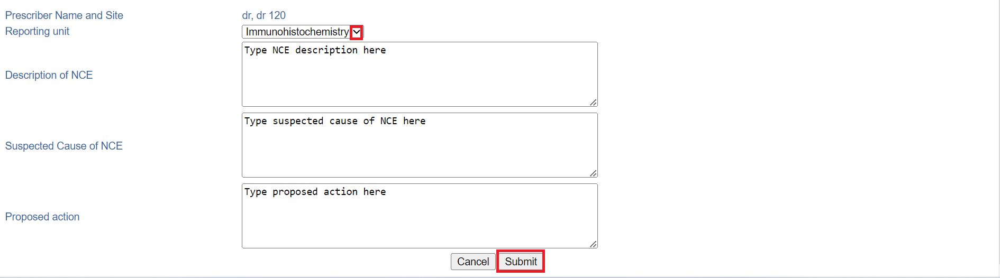 Prescriber Name and Site dr, dr 120
Reporting unit Immunohistochemistry
Description of NCE Type NCE description here
Suspected Cause of NCE Type suspected cause of NCE here
Proposed action Type proposed action here
Cancel Submit